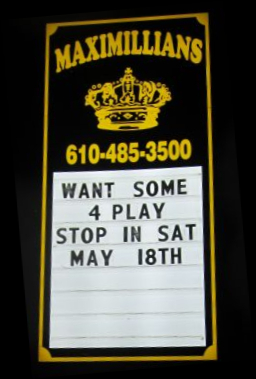 MAXIMILLIANS
610-485-3500
WANT SOME
4 PLAY
STOP IN SAT
MAY 18TH